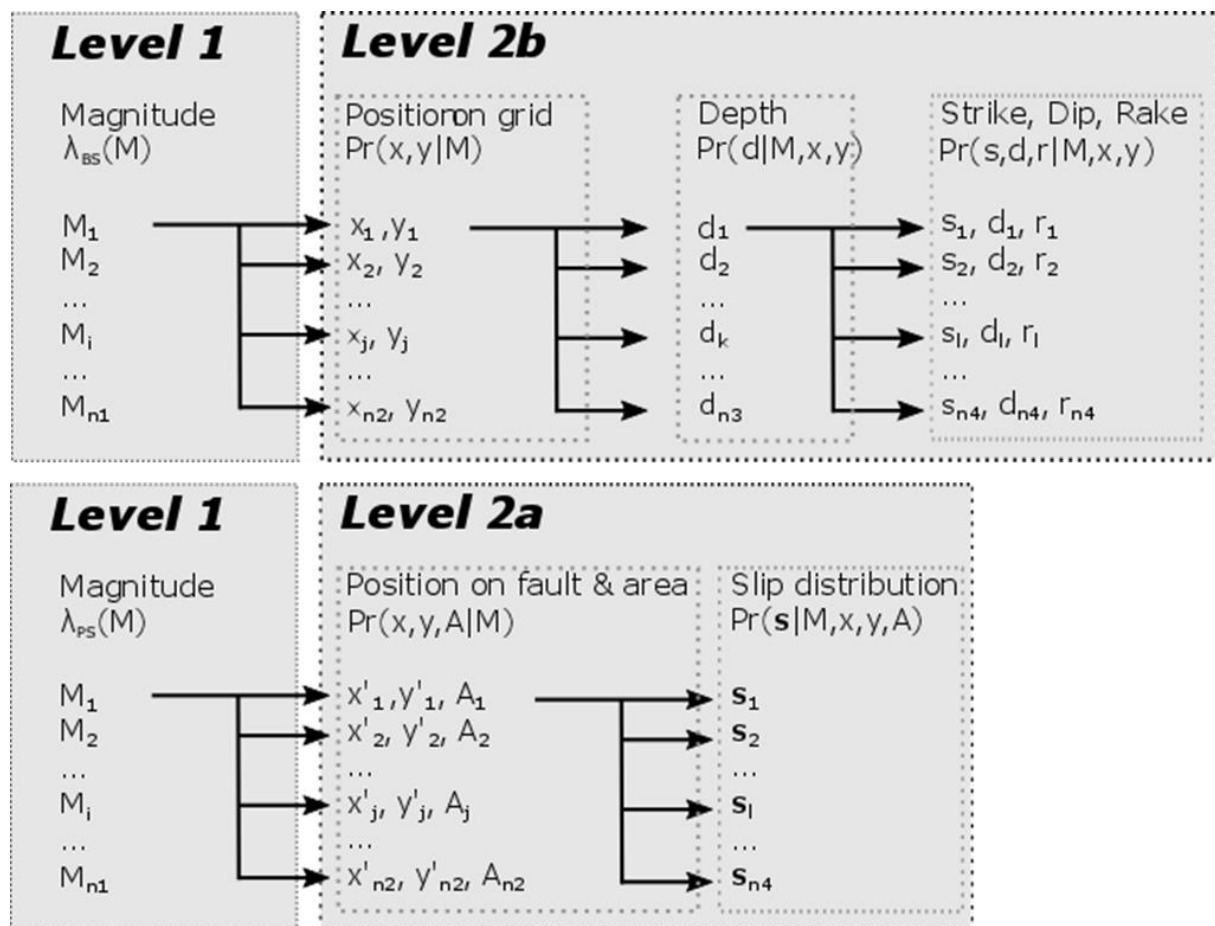 Level 1
Magnitude
λBS(M)
M1
M2
...
Mi
...
Mn1
Level 2b
Position on grid
Pr(x,y|M)
x1 ,y1
x2, y2
...
xj, yj
...
xn2, yn2
Depth
Pr(d|M,x,y)
d1
d2
...
dk
...
dn3
Strike, Dip, Rake
Pr(s,d,r|M,x,y)
s1, d1, r1
s2, d2, r2
...
sl, dl, rl
...
sn4, dn4, rn4
Level 1
Magnitude
λPS(M)
M1
M2
...
Mi
...
Mn1
Level 2a
Position on fault & area
Pr(x,y,A|M)
x'1,y'1, A1
x'2, y'2, A2
...
x'j, y'j, Aj
...
x'n2, y'n2, An2
Slip distribution
Pr(s|M,x,y,A)
s1
s2
...
sl
...
sn4